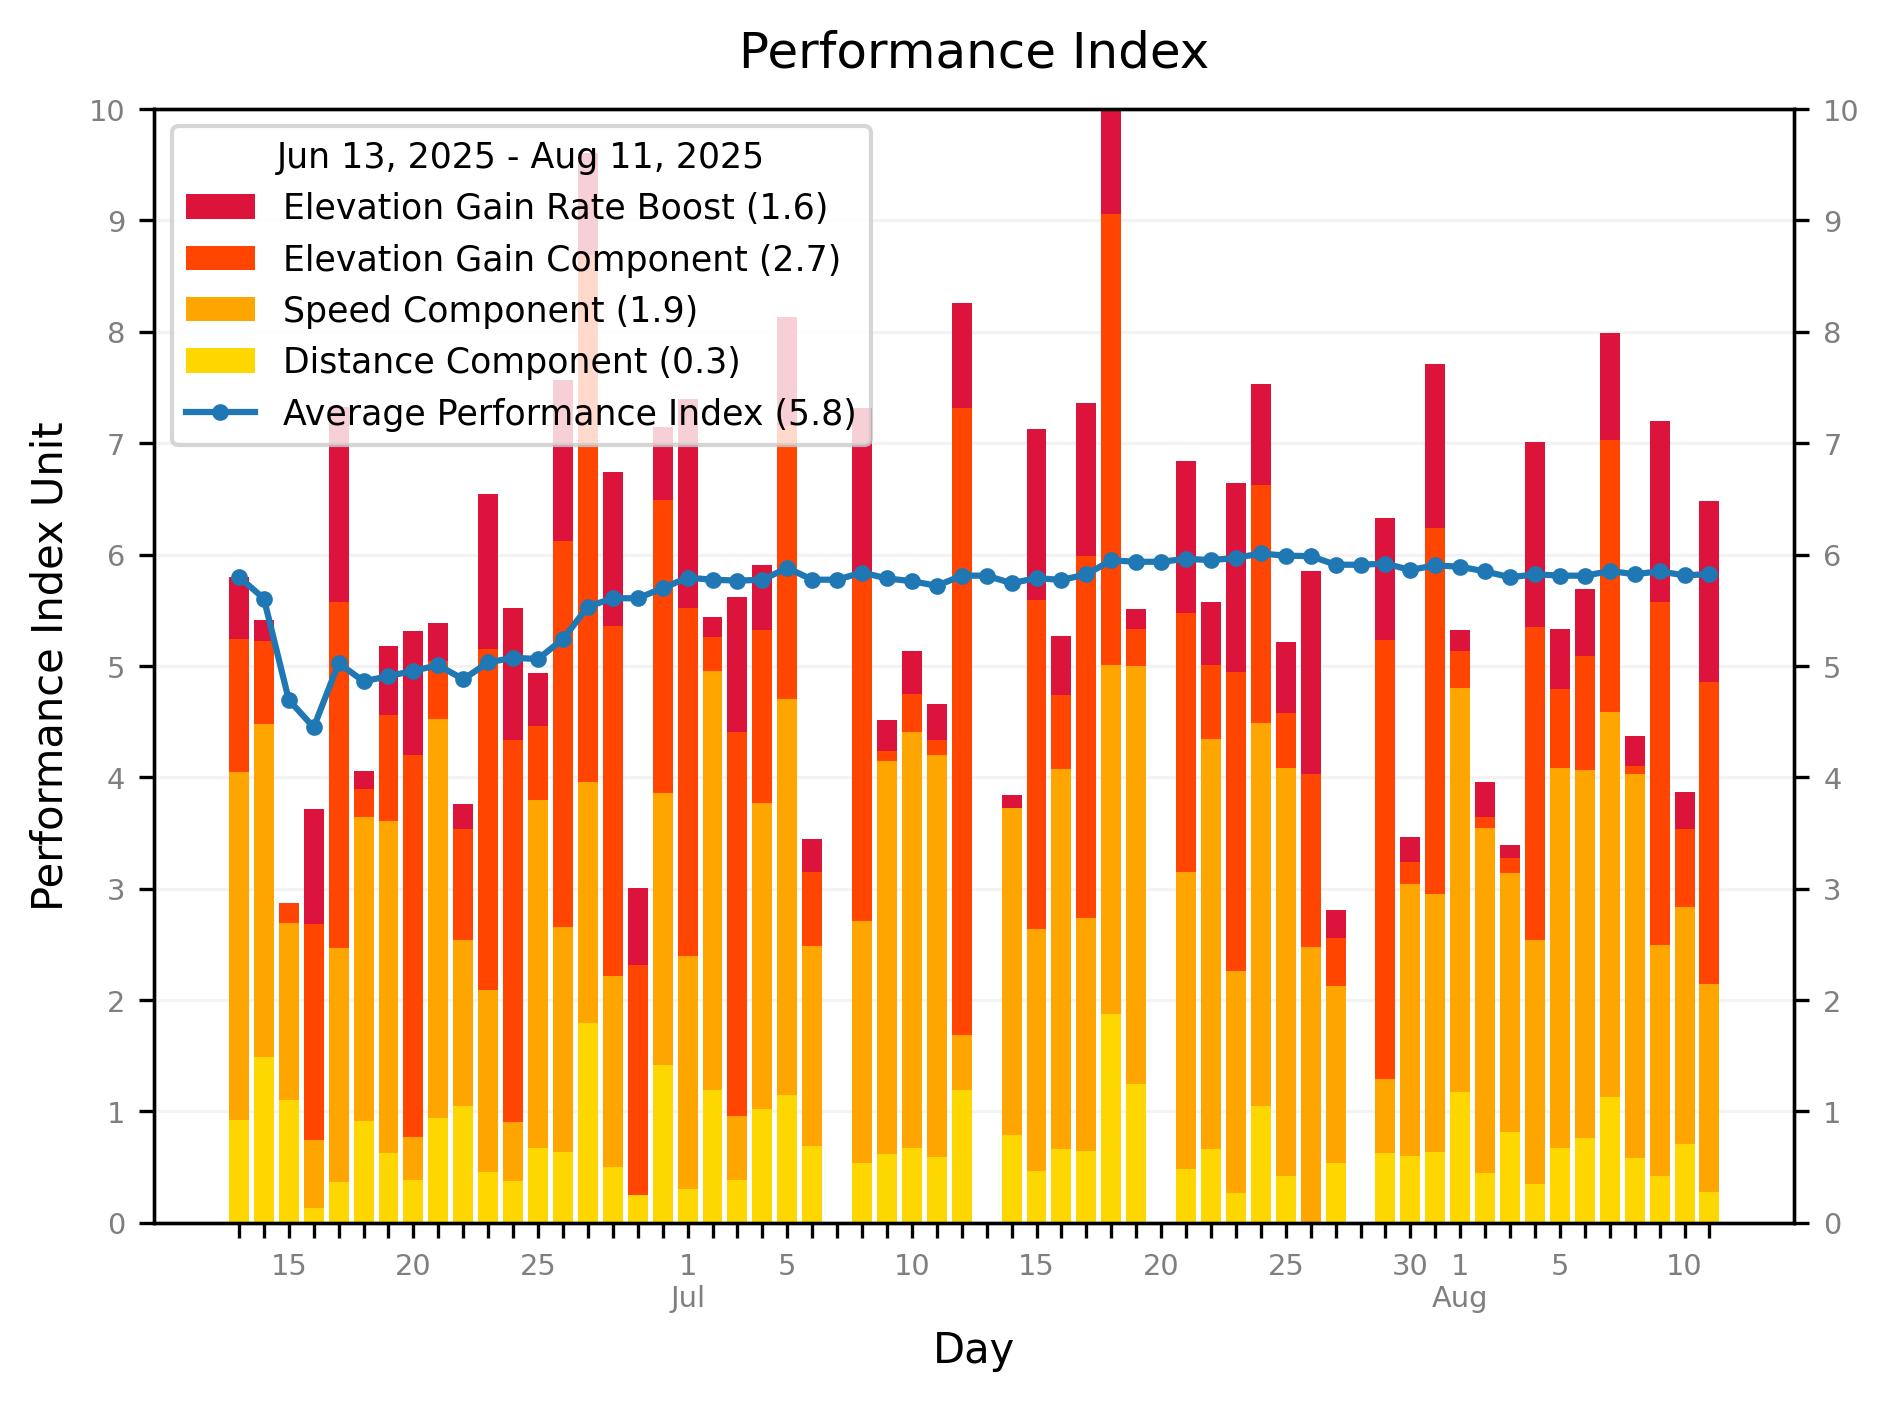 Performance Index
10
9
8
7
6
5
4
3
2
1
0
Performance Index Unit
Jun 13, 2025 - Aug 11, 2025
Elevation Gain Rate Boost (1.6)
Elevation Gain Component (2.7)
Speed Component (1.9)
Distance Component (0.3)
Average Performance Index (5.8)
10
9
8
7
6
5
4
3
2
1
0
15 20 25 1 5 10 15 20 25 30 1 5 10
Jul Aug
Day